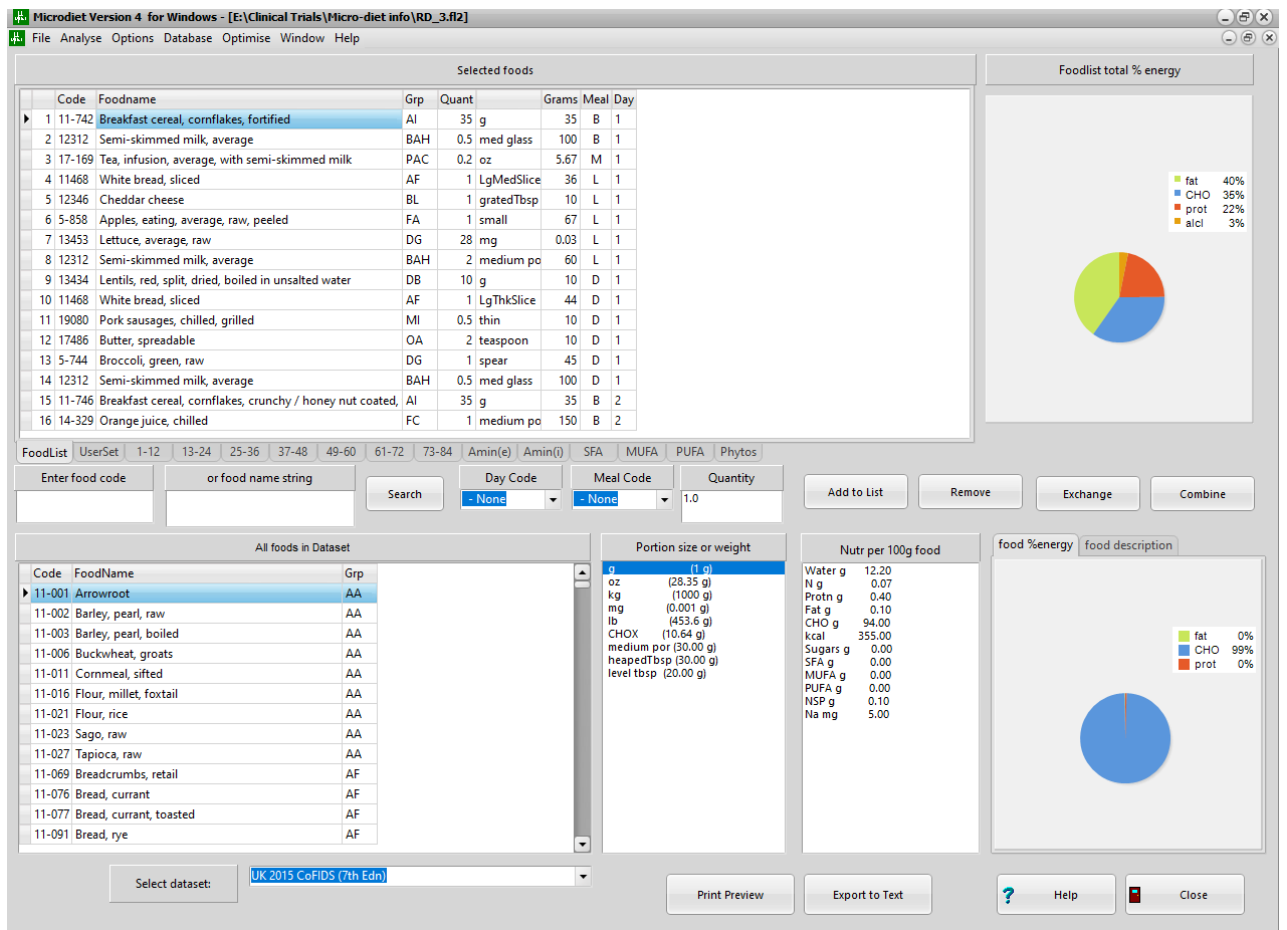 Microdiet Version 4 for Windows - [E:\Clinical Trials\Micro-diet info\RD_3.fl2]
File Analyse Options Database Optimise Window Help
Selected foods
Foodlist total % energy
Code Foodname Grp Quant Grams Meal Day
1 11-742 Breakfast cereal, cornflakes, fortified AI 35 g 35 B 1
2 12312 Semi-skimmed milk, average BAH 0.5 med glass 100 B 1
3 17-169 Tea, infusion, average, with semi-skimmed milk PAC 0.2 oz 5.67 M 1
4 11468 White bread, sliced AF 1 LgMedSlice 36 L 1
5 12346 Cheddar cheese BL 1 gratedTbsp 10 L 1
6 5-858 Apples, eating, average, raw, peeled FA 1 small 67 L 1
7 13453 Lettuce, average, raw DG 28 mg 0.03 L 1
8 12312 Semi-skimmed milk, average BAH 2 medium po 60 L 1
9 13434 Lentils, red, split, dried, boiled in unsalted water DB 10 g 10 D 1
10 11468 White bread, sliced AF 1 LgThkSlice 44 D 1
11 19080 Pork sausages, chilled, grilled MI 0.5 thin 10 D 1
12 17486 Butter, spreadable OA 2 teaspoon 10 D 1
13 5-744 Broccoli, green, raw DG 1 spear 45 D 1
14 12312 Semi-skimmed milk, average BAH 0.5 med glass 100 D 1
15 11-746 Breakfast cereal, cornflakes, crunchy / honey nut coated, AI 35 g 35 B 2
16 14-329 Orange juice, chilled FC 1 medium po 150 B 2
fat 40%
CHO 35%
prot 22%
alcl 3%
FoodList UserSet 1-12 13-24 25-36 37-48 49-60 61-72 73-84 Amin(e) Amin(i) SFA MUFA PUFA Phytos
Enter food code or food name string Search Day Code Meal Code Quantity
- None - None 1.0
Add to List Remove Exchange Combine
All foods in Dataset
Code FoodName Grp
11-001 Arrowroot AA
11-002 Barley, pearl, raw AA
11-003 Barley, pearl, boiled AA
11-006 Buckwheat, groats AA
11-011 Cornmeal, sifted AA
11-016 Flour, millet, foxtail AA
11-021 Flour, rice AA
11-023 Sago, raw AA
11-027 Tapioca, raw AA
11-069 Breadcrumbs, retail AF
11-076 Bread, currant AF
11-077 Bread, currant, toasted AF
11-091 Bread, rye AF
Portion size or weight
g (1 g)
oz (28.35 g)
kg (1000 g)
mg (0.001 g)
lb (453.6 g)
CHOX (10.64 g)
medium por (30.00 g)
heapedTbsp (30.00 g)
level tbsp (20.00 g)
Nutr per 100g food
Water g 12.20
N g 0.07
Protn g 0.40
Fat g 0.10
CHO g 94.00
kcal 355.00
Sugars g 0.00
SFA g 0.00
MUFA g 0.00
PUFA g 0.00
NSP g 0.10
Na mg 5.00
food %energy food description
fat 0%
CHO 99%
prot 0%
Select dataset: UK 2015 CoFIDS (7th Edn)
Print Preview Export to Text ? Help Close